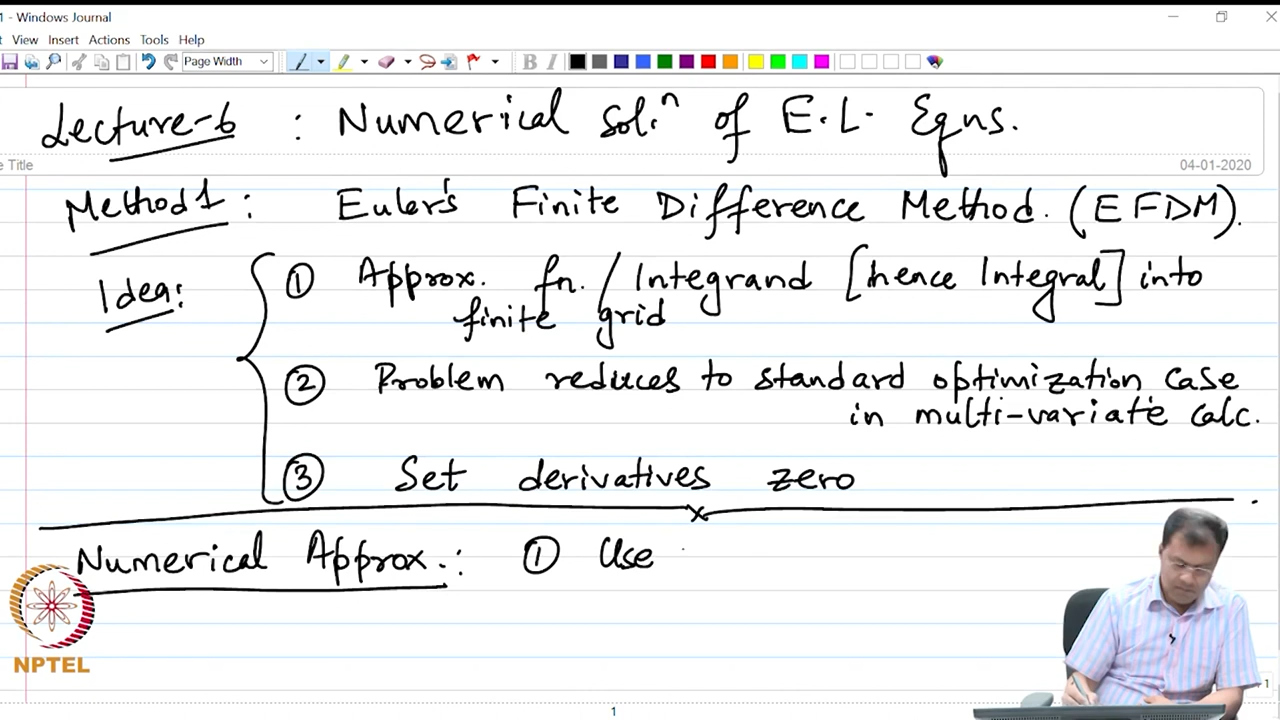 1 - Windows Journal
View Insert Actions Tools Help
Page Width
Lecture-6 : Numerical Sol.ⁿ of E.L. Eqns.
e Title
04-01-2020
Method 1 : Euler's Finite Difference Method. (EFDM).
Idea: ① Approx. fn. / Integrand [hence Integral] into
finite grid
② Problem reduces to standard optimization case
in multi-variate calc.
③ Set derivatives zero
Numerical Approx. : ① Use
NPTEL
1